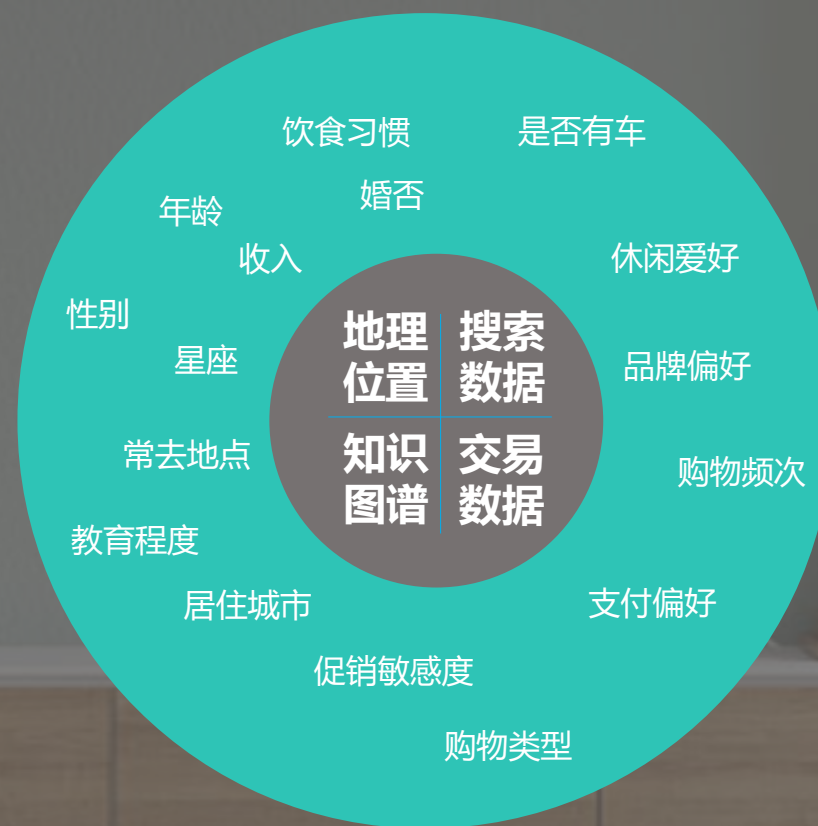 饮食习惯
是否有车
婚否
年龄
收入
休闲爱好
性别
星座
品牌偏好
地理
位置
搜索
数据
知识
图谱
交易
数据
常去地点
购物频次
教育程度
居住城市
支付偏好
促销敏感度
购物类型